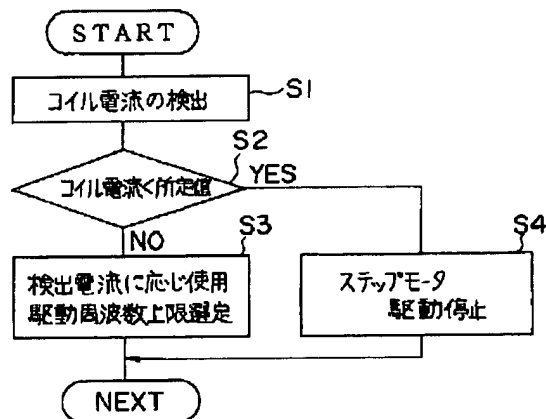 START
コイル電流の検出
S1
S2
コイル電流<所定値
YES
NO
S3
検出電流に応じ使用
駆動周波数上限選定
S4
ステップモータ
駆動停止
NEXT